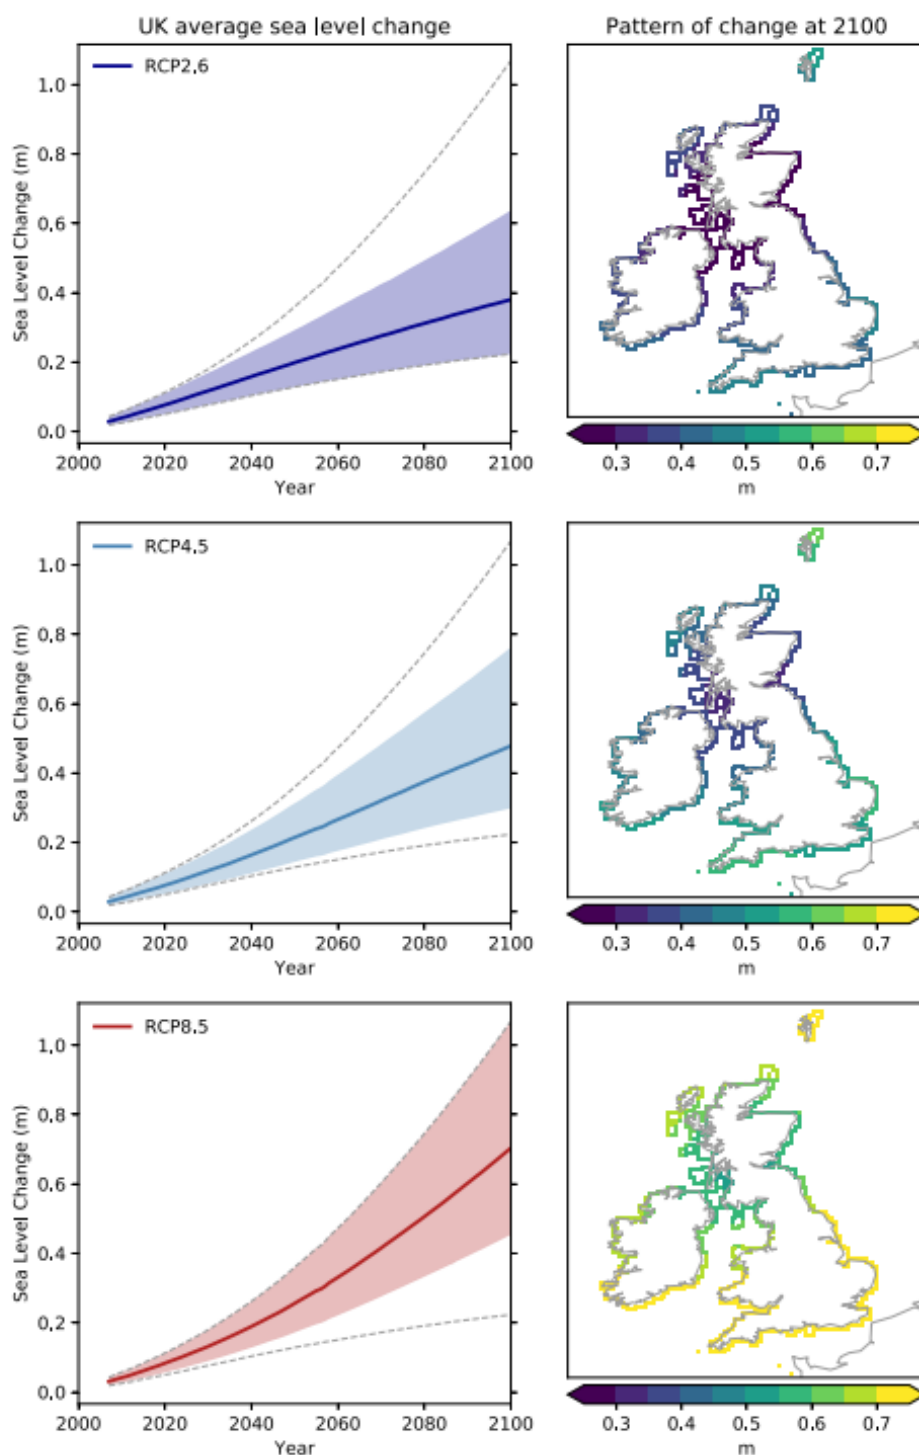 UK average sea level change
Pattern of change at 2100
RCP2.6
1.0
0.8
0.6
0.4
0.2
0.0
Sea Level Change (m)
2000 2020 2040 2060 2080 2100
Year
0.3 0.4 0.5 0.6 0.7
m
RCP4.5
1.0
0.8
0.6
0.4
0.2
0.0
Sea Level Change (m)
2000 2020 2040 2060 2080 2100
Year
0.3 0.4 0.5 0.6 0.7
m
RCP8.5
1.0
0.8
0.6
0.4
0.2
0.0
Sea Level Change (m)
2000 2020 2040 2060 2080 2100
Year
0.3 0.4 0.5 0.6 0.7
m